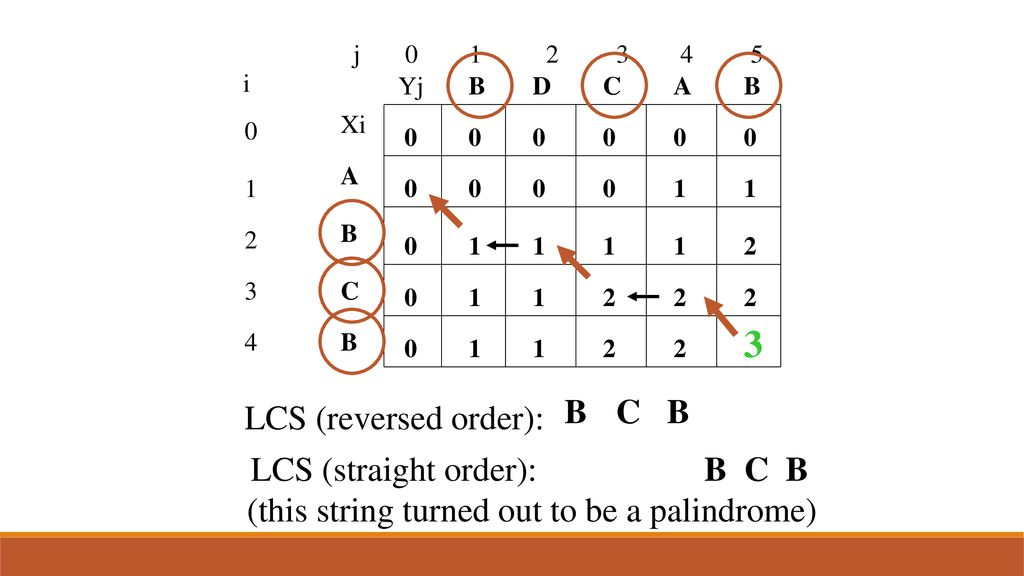 j 0 1 2 3 4 5
i Yj B D C A B
0 Xi 0 0 0 0 0 0
1 A 0 0 0 0 1 1
2 B 0 1 1 1 1 2
3 C 0 1 1 2 2 2
4 B 0 1 1 2 2 3
LCS (reversed order): B C B
LCS (straight order): B C B
(this string turned out to be a palindrome)